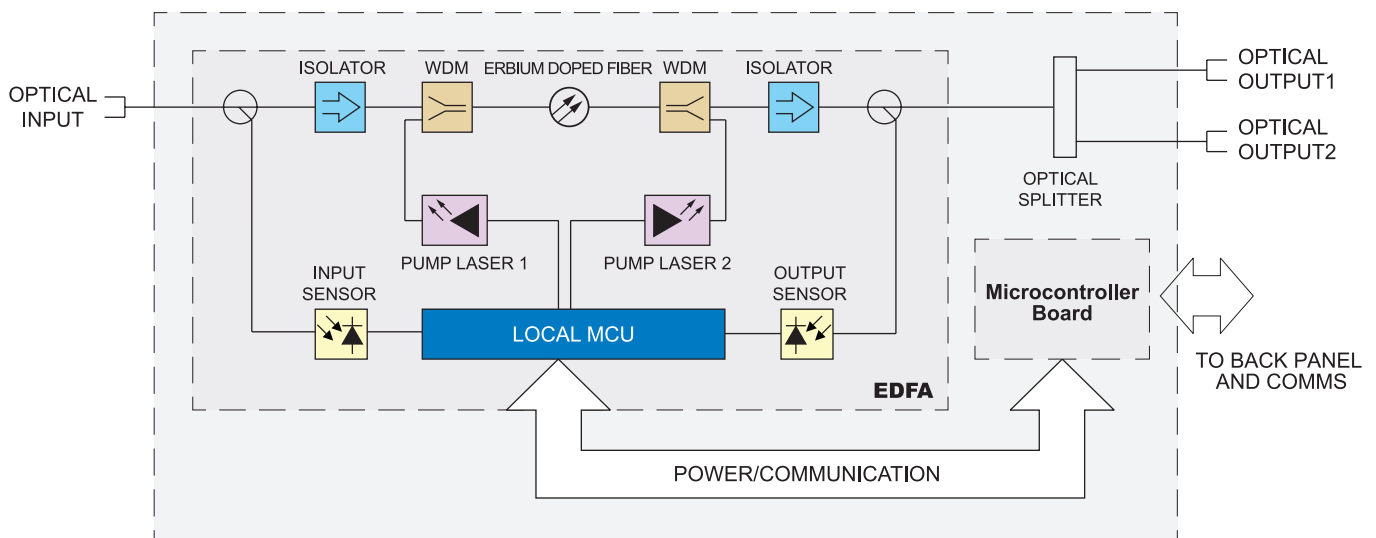 OPTICAL
INPUT
ISOLATOR
WDM
ERBIUM DOPED FIBER
WDM
ISOLATOR
OPTICAL
OUTPUT1
OPTICAL
OUTPUT2
OPTICAL
SPLITTER
PUMP LASER 1
PUMP LASER 2
INPUT
SENSOR
OUTPUT
SENSOR
LOCAL MCU
EDFA
Microcontroller
Board
TO BACK PANEL
AND COMMS
POWER/COMMUNICATION